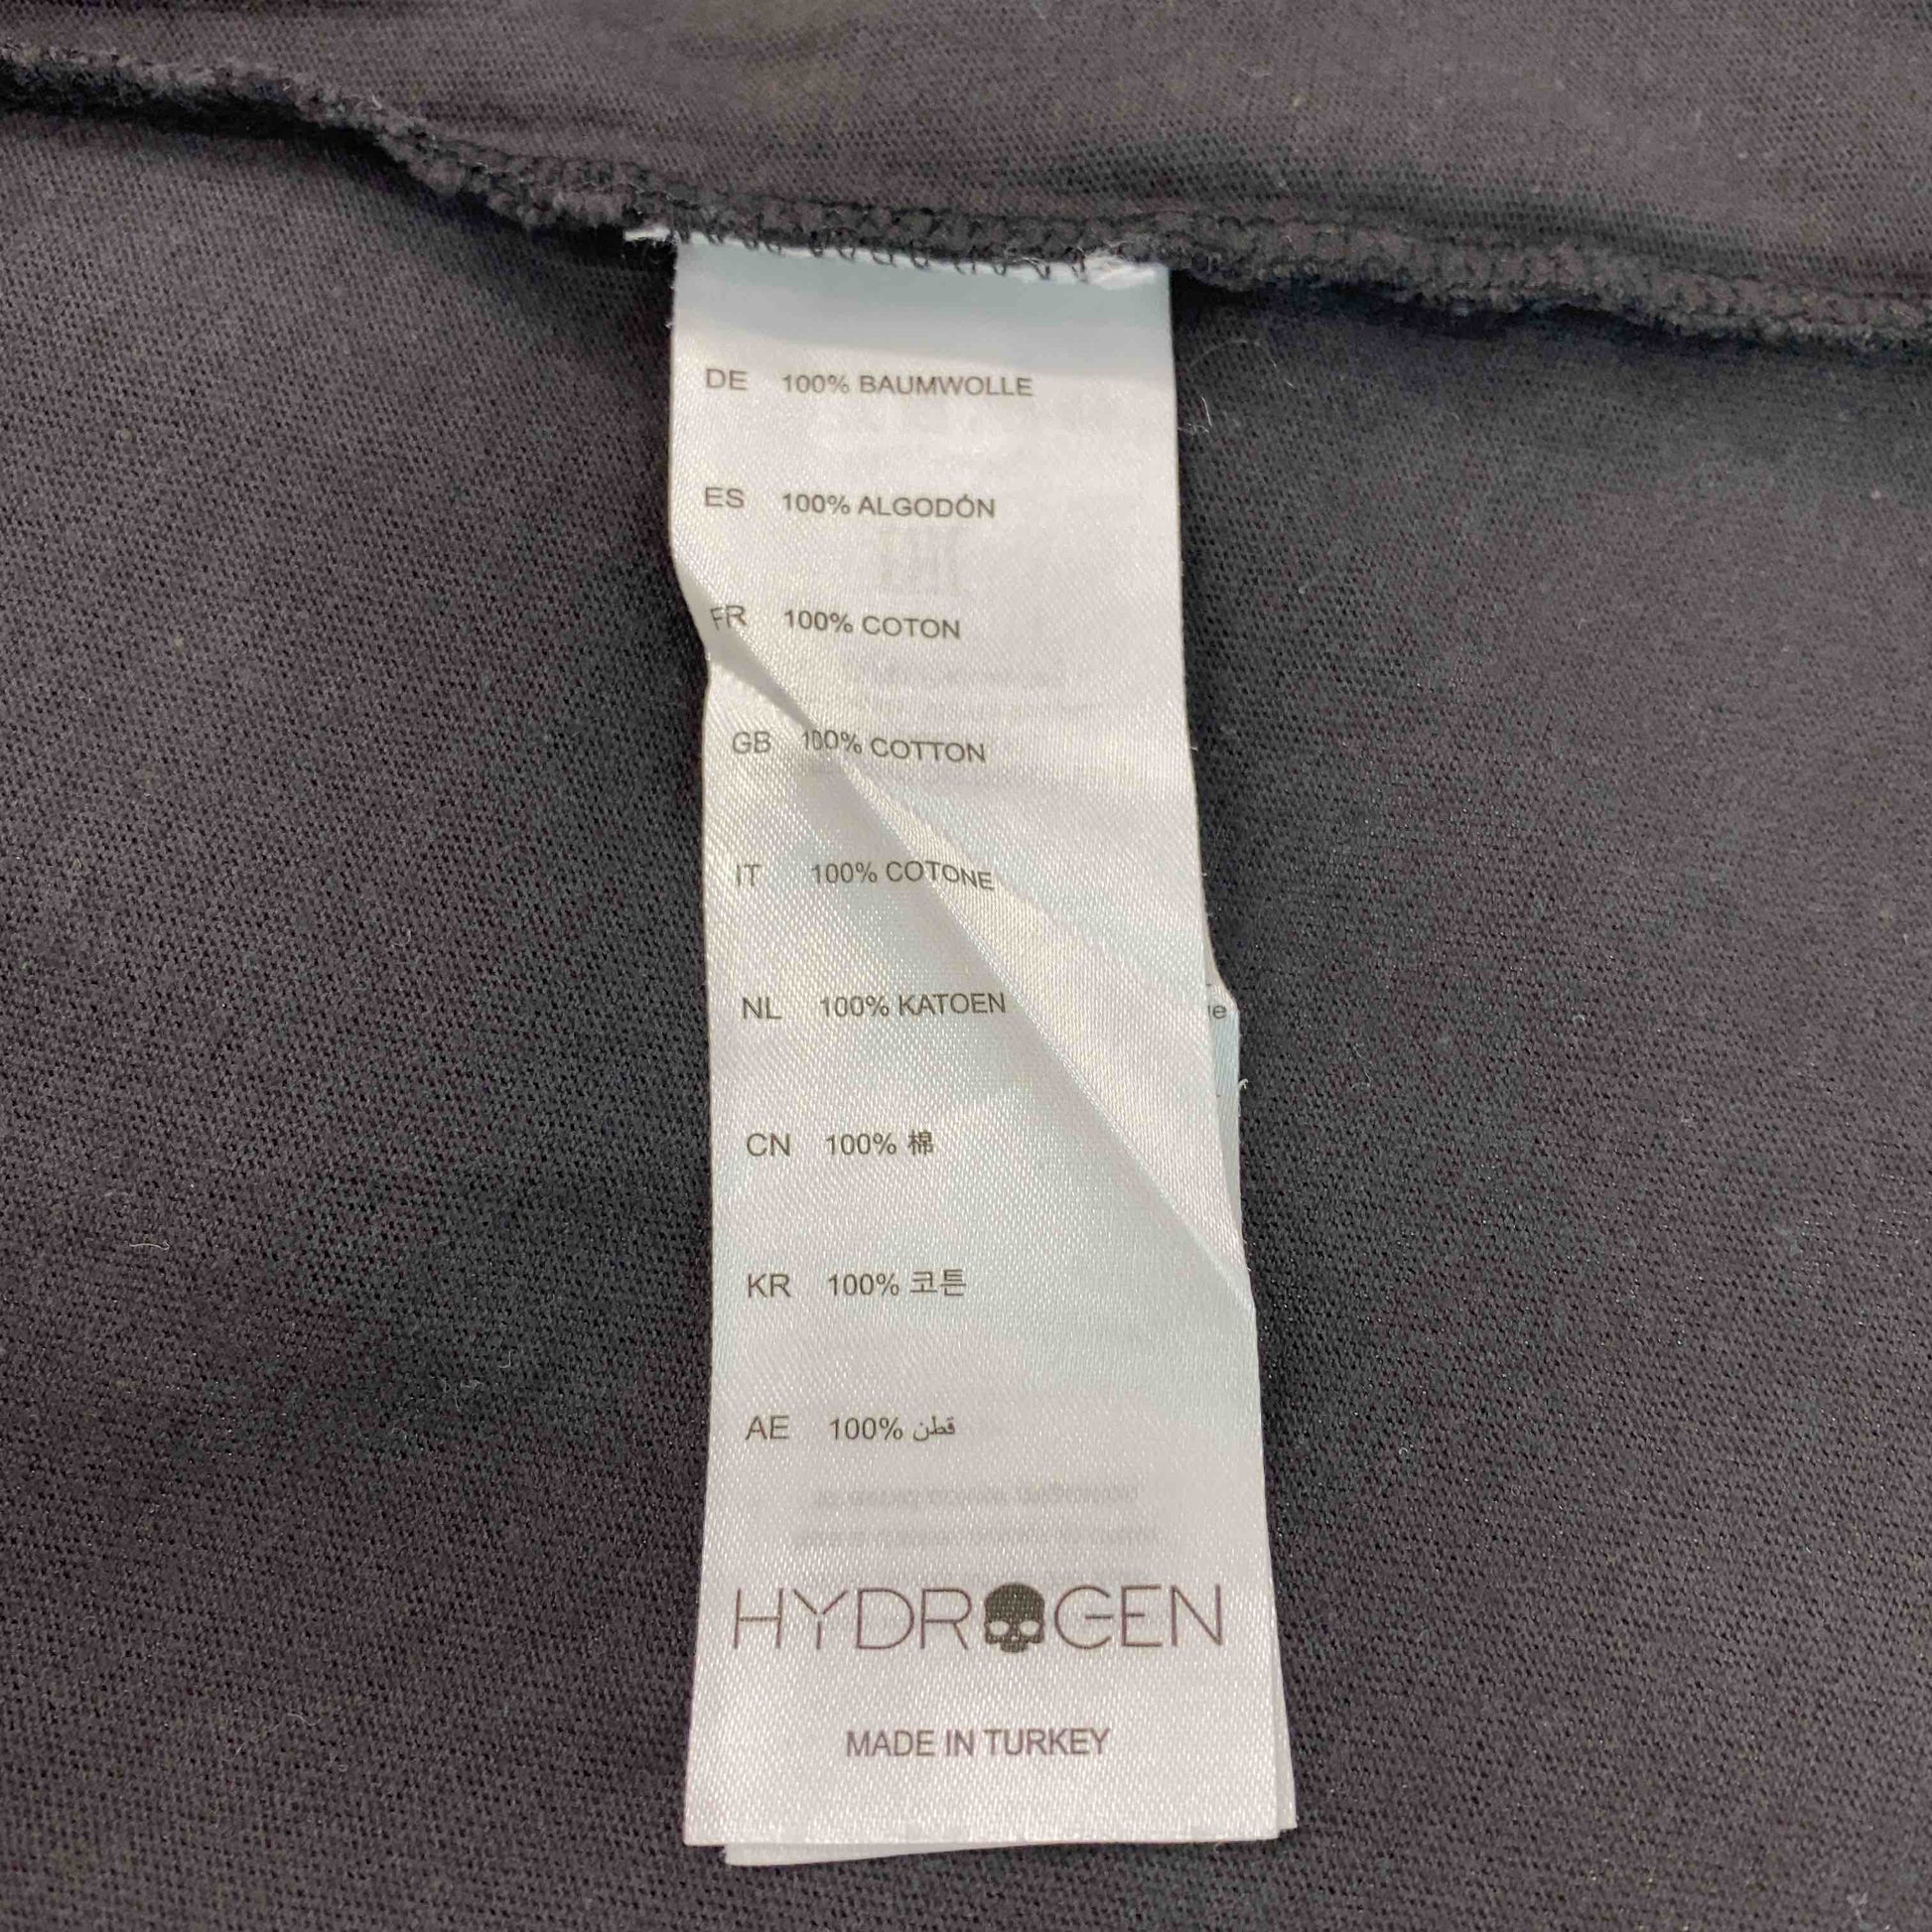 DE 100% BAUMWOLLE
ES 100% ALGODÓN
FR 100% COTON
GB 100% COTTON
IT 100% COTONE
NL 100% KATOEN
CN 100% 棉
KR 100% 코튼
AE 100% قطن
HYDROGEN
MADE IN TURKEY